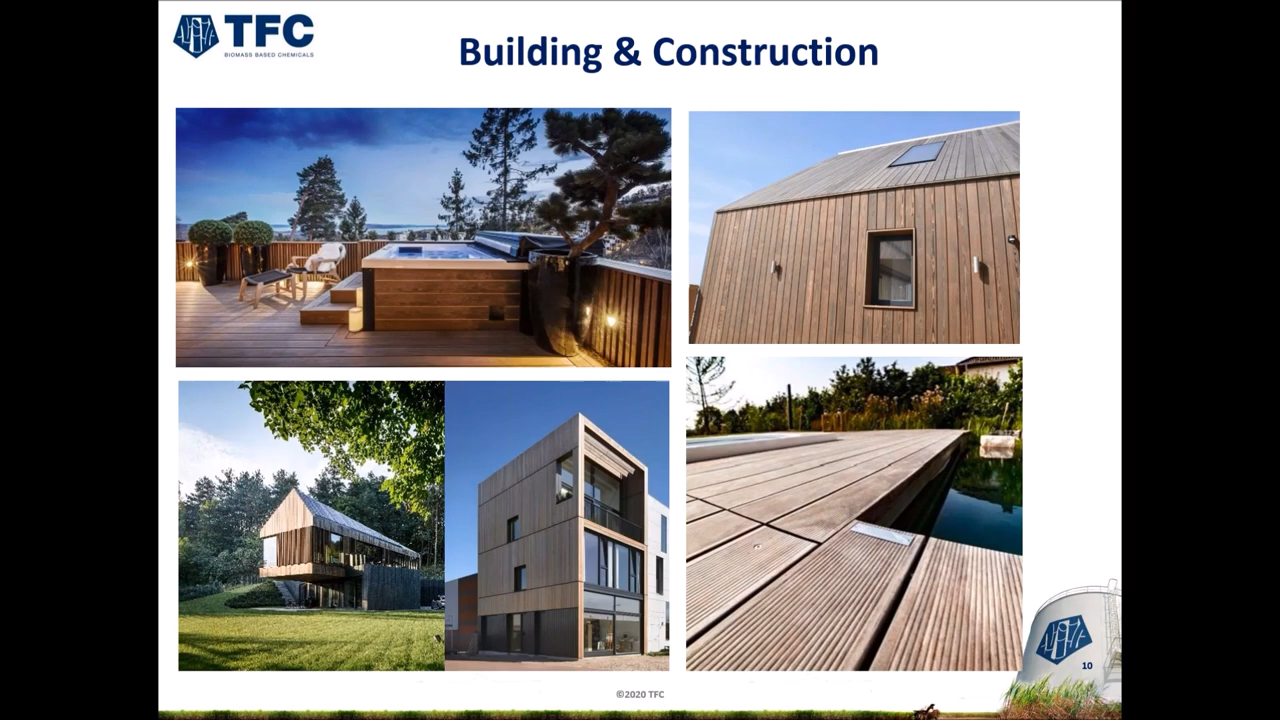 TFC
BIOMASS BASED CHEMICALS
Building & Construction
10
©2020 TFC